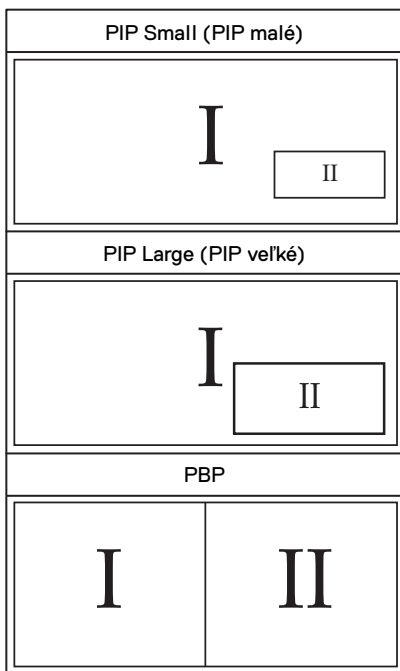 PIP Small (PIP malé)
I
II
PIP Large (PIP veľké)
I
II
PBP
I II